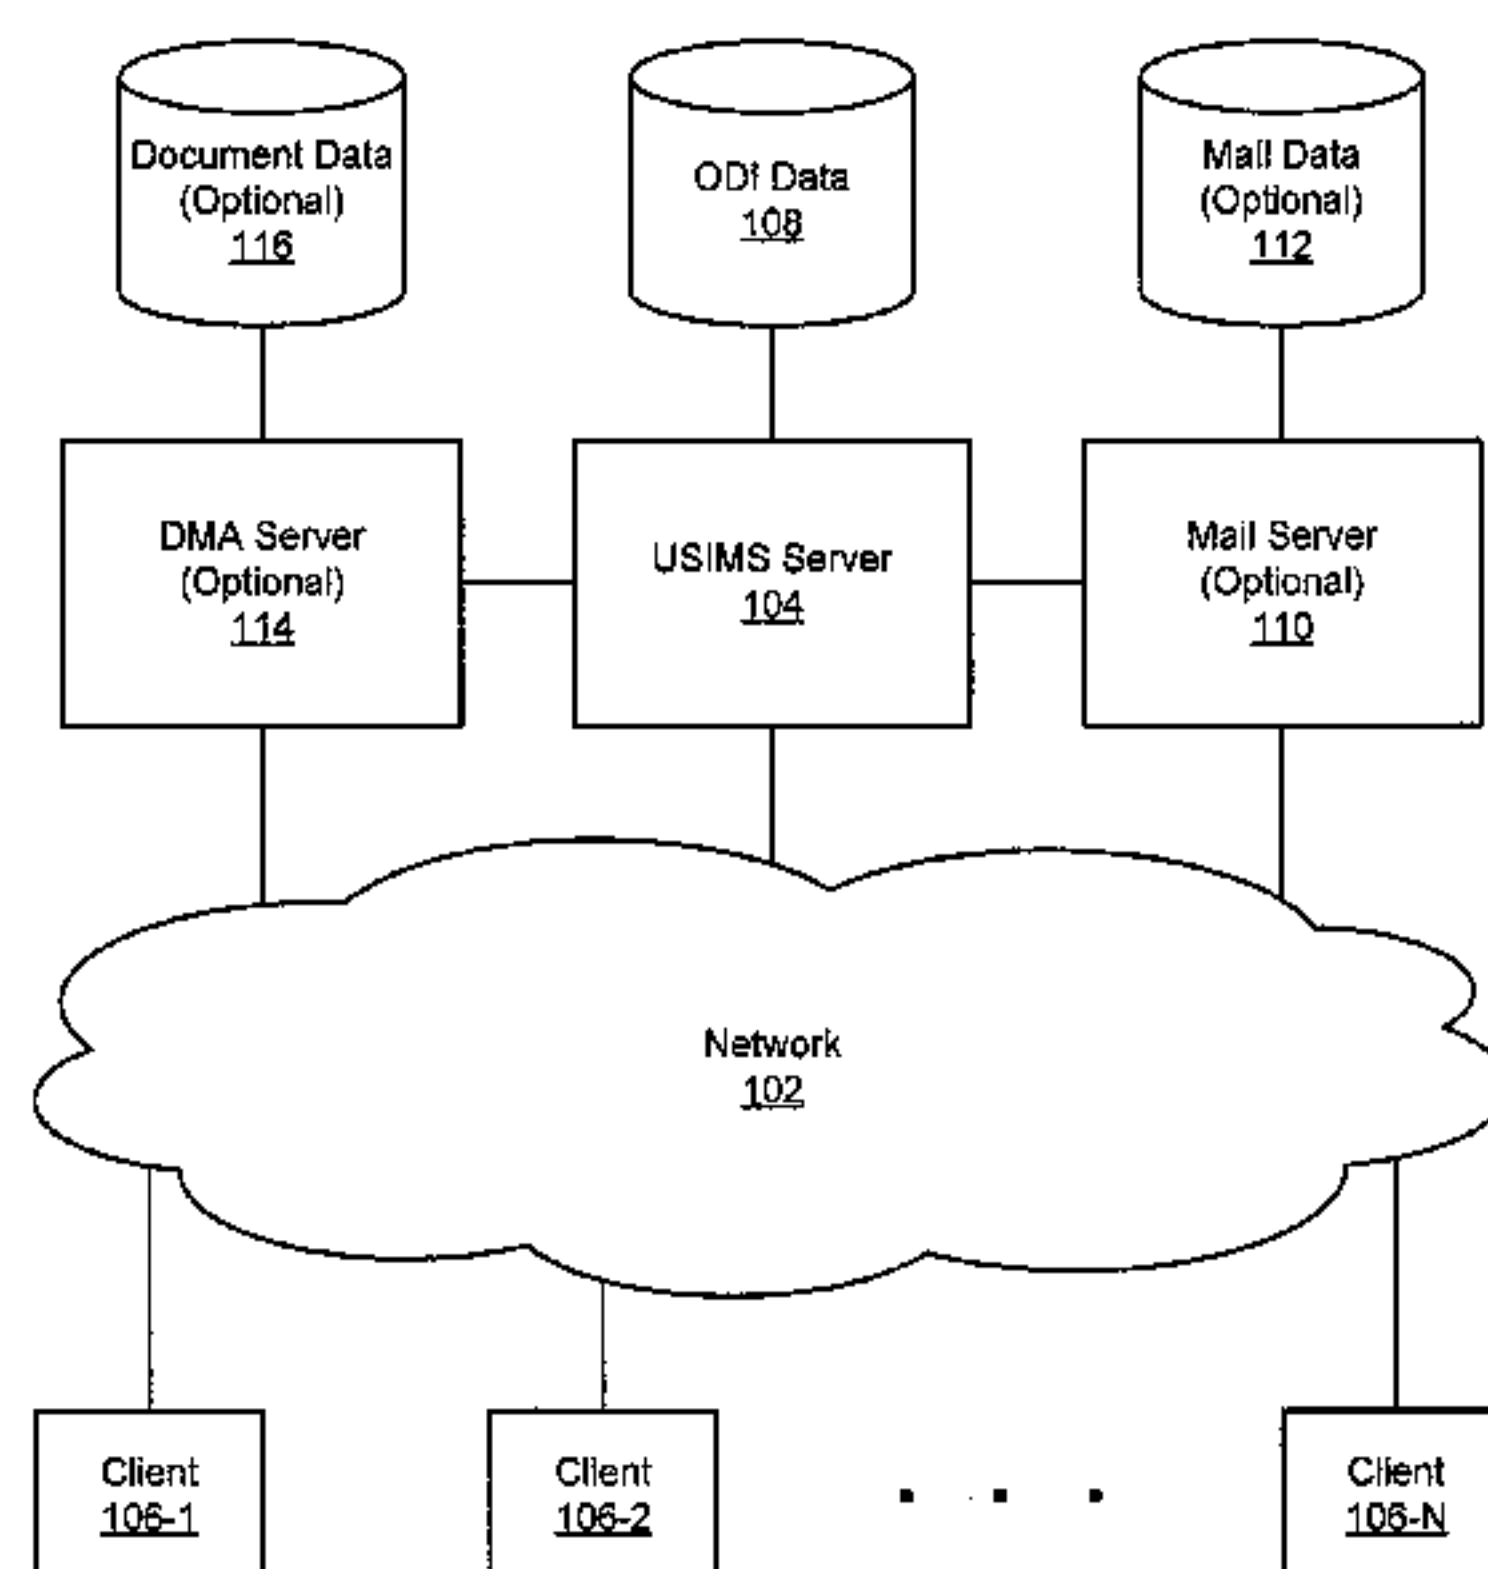 Document Data
(Optional)
116
ODI Data
108
Mail Data
(Optional)
112
DMA Server
(Optional)
114
USIMS Server
104
Mail Server
(Optional)
110
Network
102
Client
106-1
Client
106-2
. . .
Client
106-N